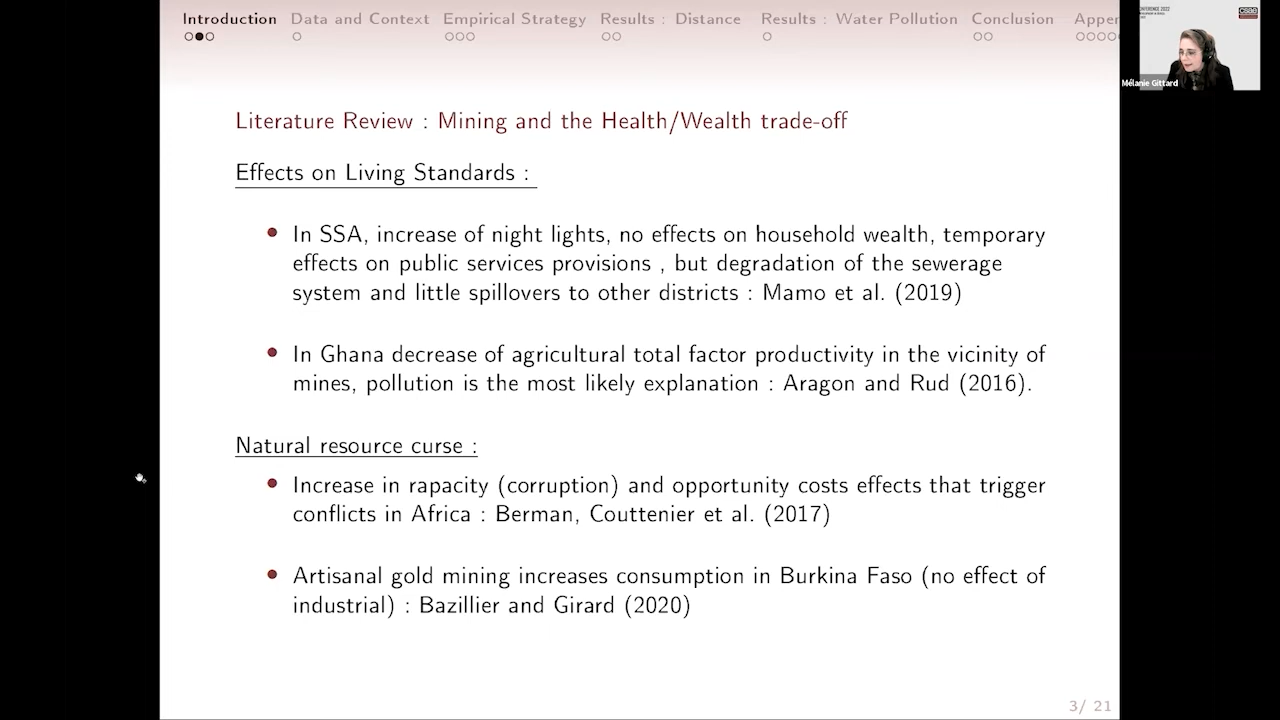 Introduction Data and Context Empirical Strategy Results : Distance Results : Water Pollution Conclusion Appen
Literature Review : Mining and the Health/Wealth trade-off
Effects on Living Standards :
In SSA, increase of night lights, no effects on household wealth, temporary
effects on public services provisions , but degradation of the sewerage
system and little spillovers to other districts : Mamo et al. (2019)
In Ghana decrease of agricultural total factor productivity in the vicinity of
mines, pollution is the most likely explanation : Aragon and Rud (2016).
Natural resource curse :
Increase in rapacity (corruption) and opportunity costs effects that trigger
conflicts in Africa : Berman, Couttenier et al. (2017)
Artisanal gold mining increases consumption in Burkina Faso (no effect of
industrial) : Bazillier and Girard (2020)
3/ 21
2022
csae
Mélanie Gittard